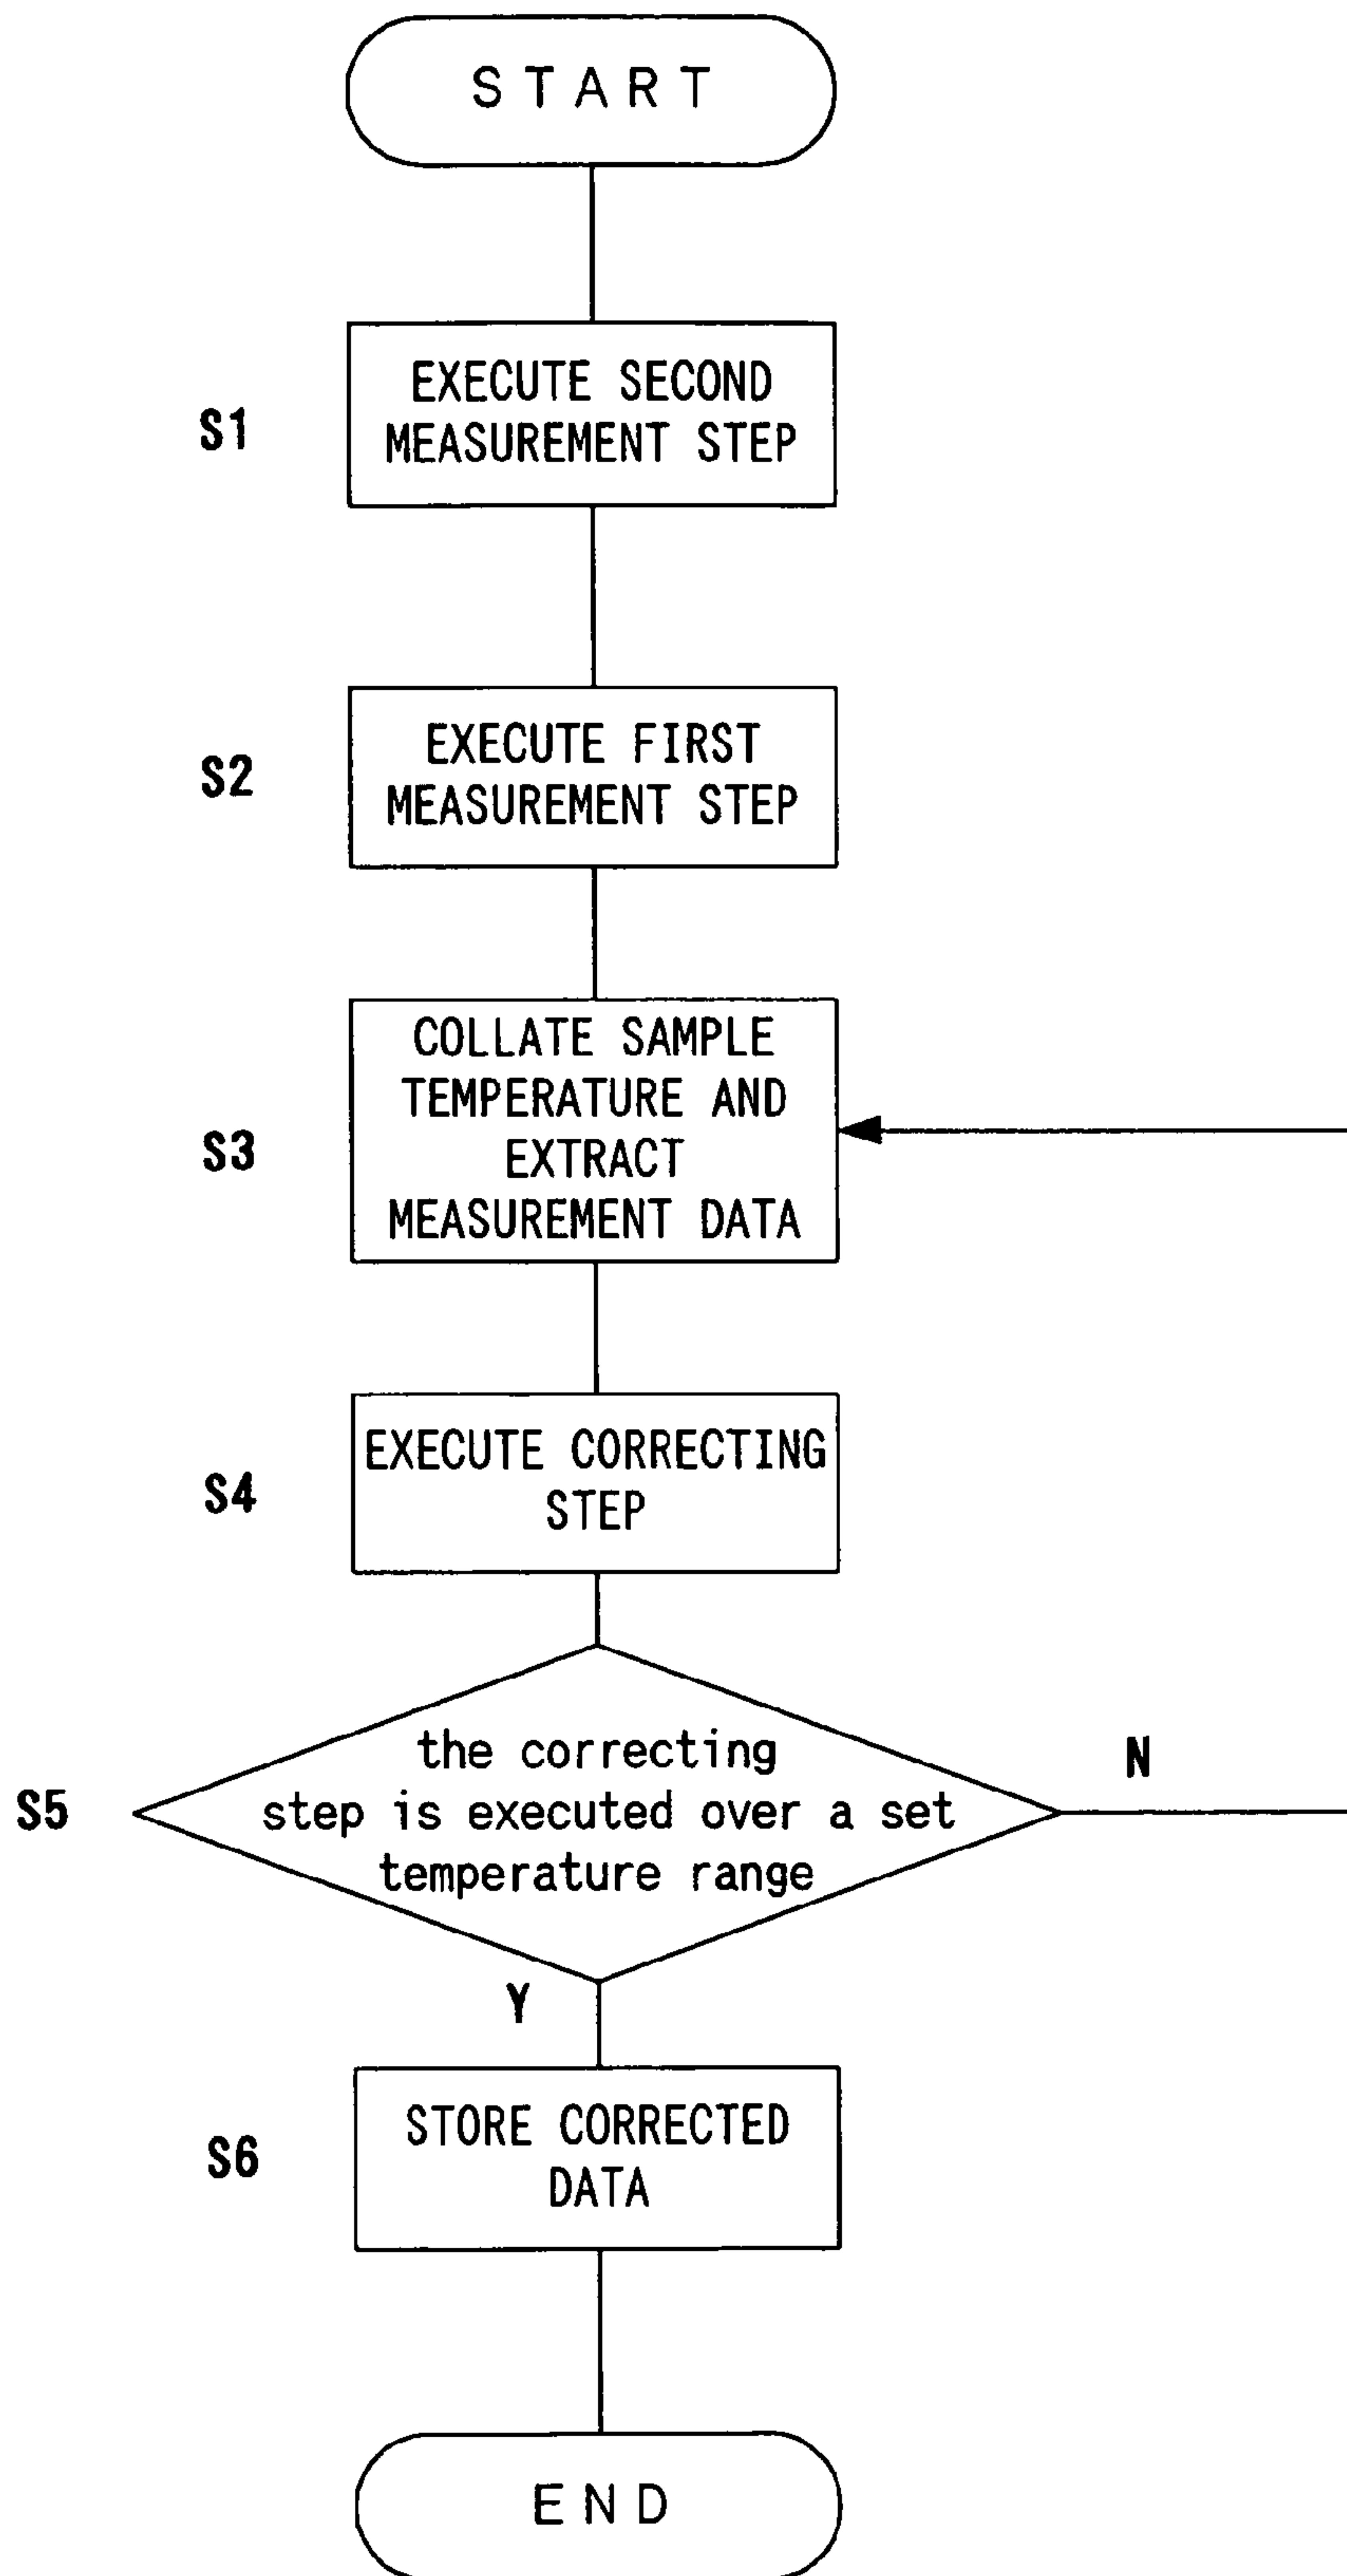 START
EXECUTE SECOND
MEASUREMENT STEP
S1
EXECUTE FIRST
MEASUREMENT STEP
S2
COLLATE SAMPLE
TEMPERATURE AND
EXTRACT
MEASUREMENT DATA
S3
EXECUTE CORRECTING
STEP
S4
the correcting
step is executed over a set
temperature range
S5
N
Y
STORE CORRECTED
DATA
S6
END